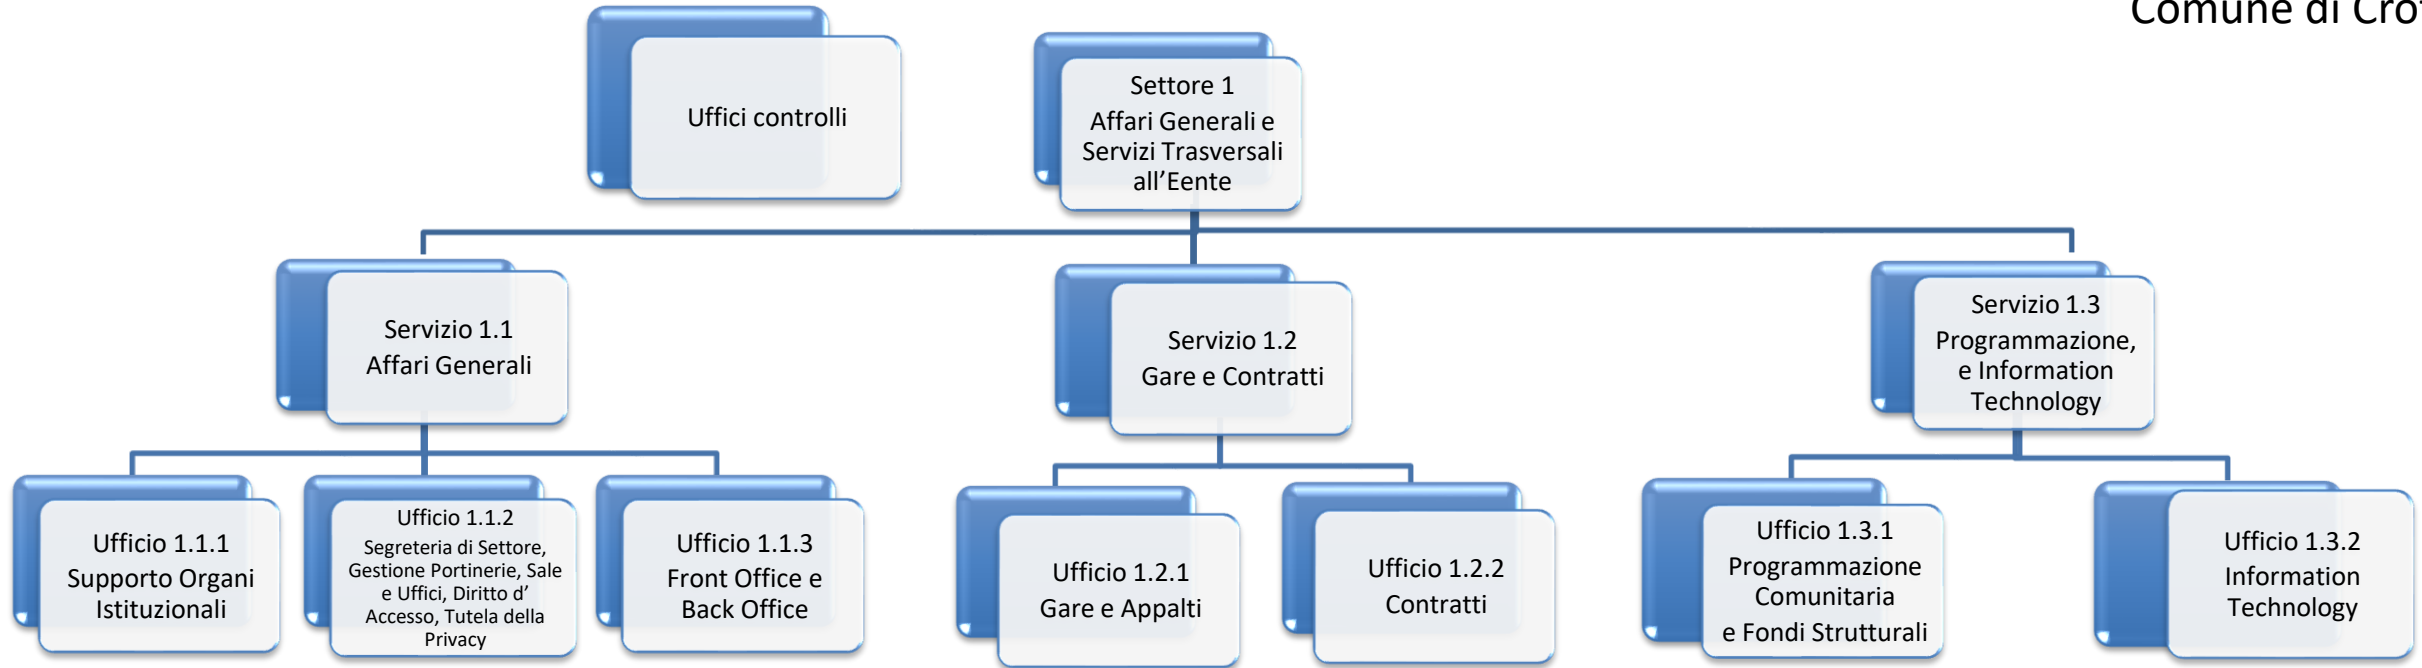 Comune di
Uffici controlli
Settore 1
Affari Generali e
Servizi Trasversali
all’Eente
Servizio 1.1
Affari Generali
Servizio 1.2
Gare e Contratti
Servizio 1.3
Programmazione,
e Information
Technology
Ufficio 1.1.1
Supporto Organi
Istituzionali
Ufficio 1.1.2
Segreteria di Settore,
Gestione Portinerie, Sale
e Uffici, Diritto d’
Accesso, Tutela della
Privacy
Ufficio 1.1.3
Front Office e
Back Office
Ufficio 1.2.1
Gare e Appalti
Ufficio 1.2.2
Contratti
Ufficio 1.3.1
Programmazione
Comunitaria
e Fondi Strutturali
Ufficio 1.3.2
Information
Technology